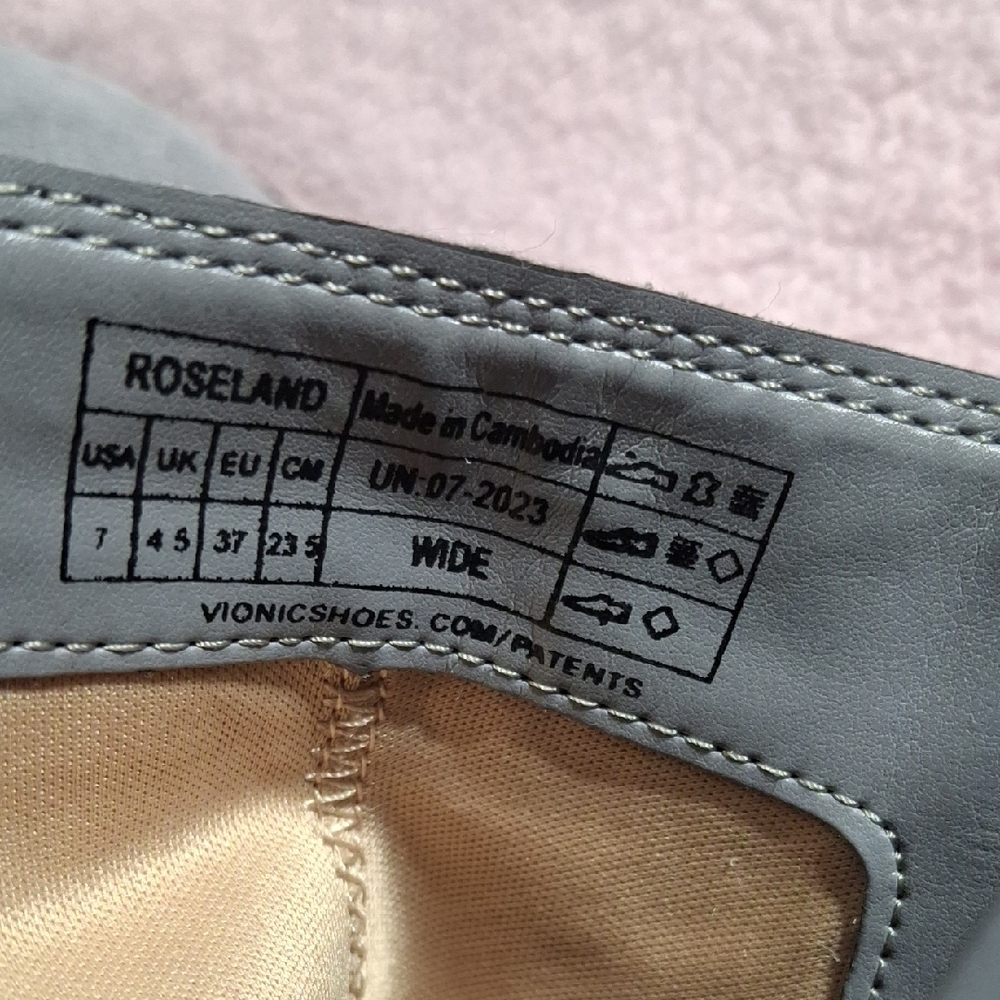 ROSELAND
Made in Cambodia
USA UK EU CM
UN:07-2023
7 4 5 37 23 5
WIDE
VIONICSHOES. COM/PATENTS